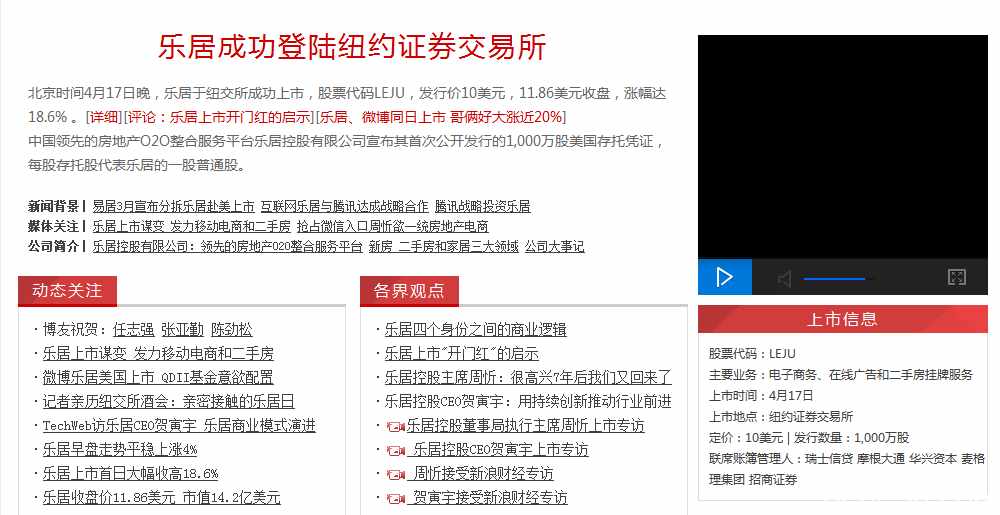 乐居成功登陆纽约证券交易所
北京时间4月17日晚，乐居于纽交所成功上市，股票代码LEJU，发行价10美元，11.86美元收盘，涨幅达
18.6% 。[详细][评论：乐居上市开门红的启示][乐居、微博同日上市 哥俩好大涨近20%]
中国领先的房地产O2O整合服务平台乐居控股有限公司宣布其首次公开发行的1,000万股美国存托凭证，
每股存托股代表乐居的一股普通股。
新闻背景 | 易居3月宣布分拆乐居赴美上市 互联网乐居与腾讯达成战略合作 腾讯战略投资乐居
媒体关注 | 乐居上市谋变 发力移动电商和二手房 抢占微信入口周忻欲一统房地产电商
公司简介 | 乐居控股有限公司：领先的房地产O2O整合服务平台 新房 二手房和家居三大领域 公司大事记
动态关注
· 博友祝贺：任志强 张亚勤 陈劲松
· 乐居上市谋变 发力移动电商和二手房
· 微博乐居美国上市 QDII基金意欲配置
· 记者亲历纽交所酒会：亲密接触的乐居日
· TechWeb访乐居CEO贺寅宇 乐居商业模式演进
· 乐居早盘走势平稳上涨4%
· 乐居上市首日大幅收高18.6%
· 乐居收盘价11.86美元 市值14.2亿美元
各界观点
· 乐居四个身份之间的商业逻辑
· 乐居上市"开门红"的启示
· 乐居控股主席周忻：很高兴7年后我们又回来了
· 乐居控股CEO贺寅宇：用持续创新推动行业前进
· 乐居控股董事局执行主席周忻上市专访
· 乐居控股CEO贺寅宇上市专访
· 周忻接受新浪财经专访
· 贺寅宇接受新浪财经专访
上市信息
股票代码：LEJU
主要业务：电子商务、在线广告和二手房挂牌服务
上市时间：4月17日
上市地点：纽约证券交易所
定价：10美元 | 发行数量：1,000万股
联席账簿管理人：瑞士信贷 摩根大通 华兴资本 麦格
理集团 招商证券